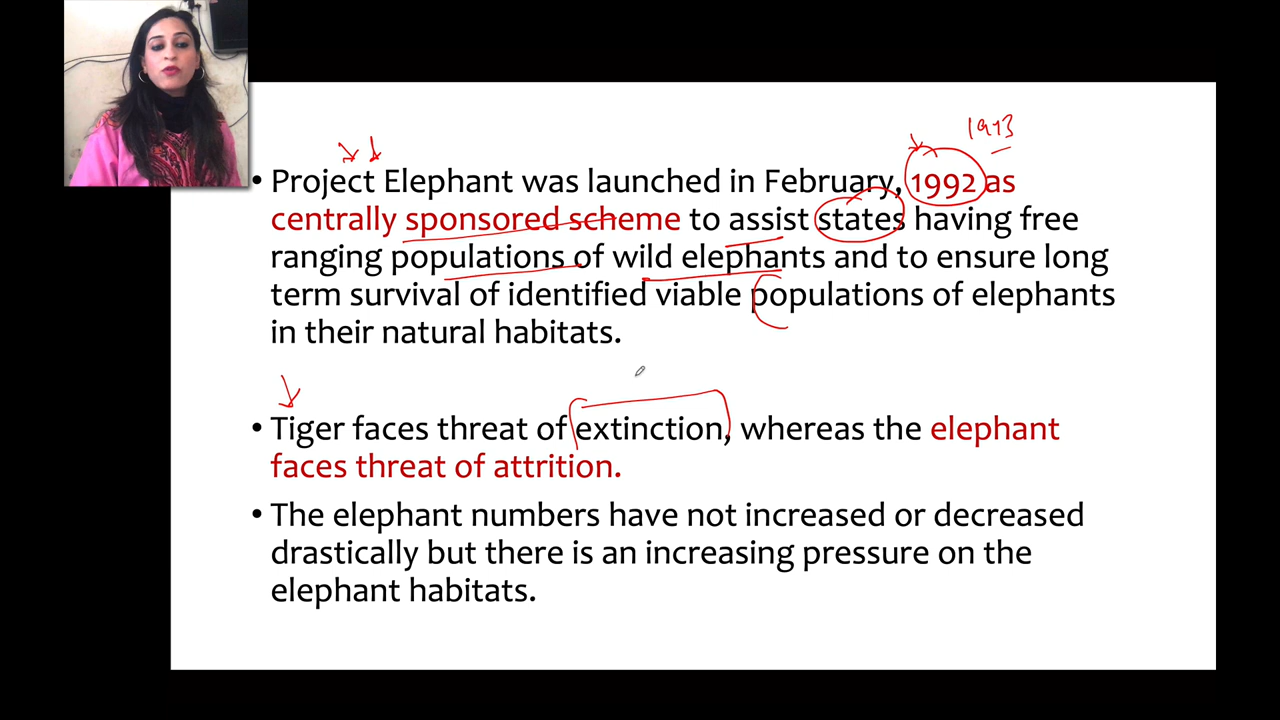 1973
• Project Elephant was launched in February, 1992 as
centrally sponsored scheme to assist states having free
ranging populations of wild elephants and to ensure long
term survival of identified viable populations of elephants
in their natural habitats.
• Tiger faces threat of extinction, whereas the elephant
faces threat of attrition.
• The elephant numbers have not increased or decreased
drastically but there is an increasing pressure on the
elephant habitats.